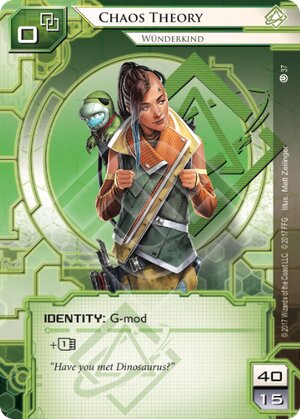 0
CHAOS THEORY
WÜNDERKIND
37
Illus. Matt Zeilinger
© 2017 Wizards of the Coast LLC. © 2017 FFG
IDENTITY: G-mod
+1
"Have you met Dinosaurus?"
40
15